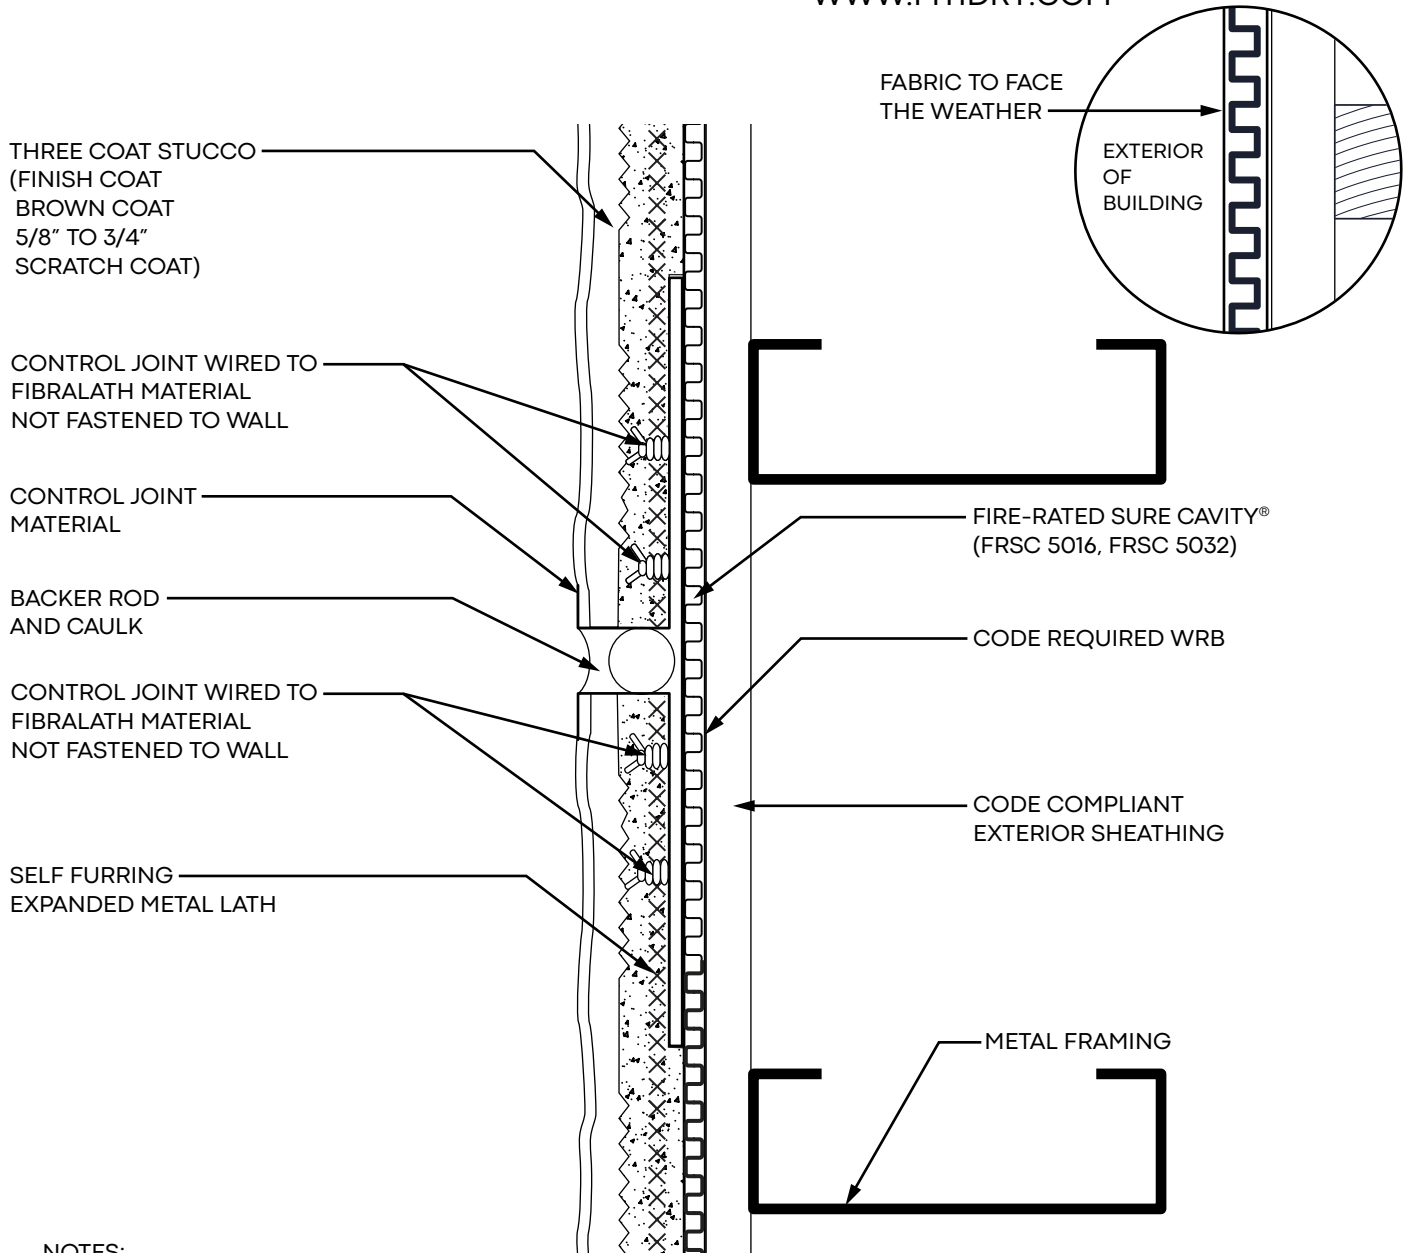 FABRIC TO FACE
THE WEATHER
EXTERIOR
OF
BUILDING
THREE COAT STUCCO
(FINISH COAT
BROWN COAT
5/8” TO 3/4”
SCRATCH COAT)
CONTROL JOINT WIRED TO
FIBRALATH MATERIAL
NOT FASTENED TO WALL
CONTROL JOINT
MATERIAL
BACKER ROD
AND CAULK
CONTROL JOINT WIRED TO
FIBRALATH MATERIAL
NOT FASTENED TO WALL
SELF FURRING
EXPANDED METAL LATH
FIRE-RATED SURE CAVITY®
(FRSC 5016, FRSC 5032)
CODE REQUIRED WRB
CODE COMPLIANT
EXTERIOR SHEATHING
METAL FRAMING
NOTES: